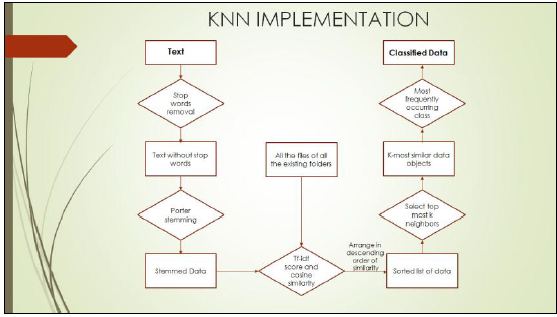 KNN IMPLEMENTATION
Text
Stop
words
removal
Text without stop
words
Porter
stemming
Stemmed Data
All the files of all
the existing folders
Tf-Idf
score and
cosine
similarity
Arrange in
descending
order of
similarity
Sorted list of data
Select top
most k
neighbors
K-most similar data
objects
Most
frequently
occurring
class
Classified Data